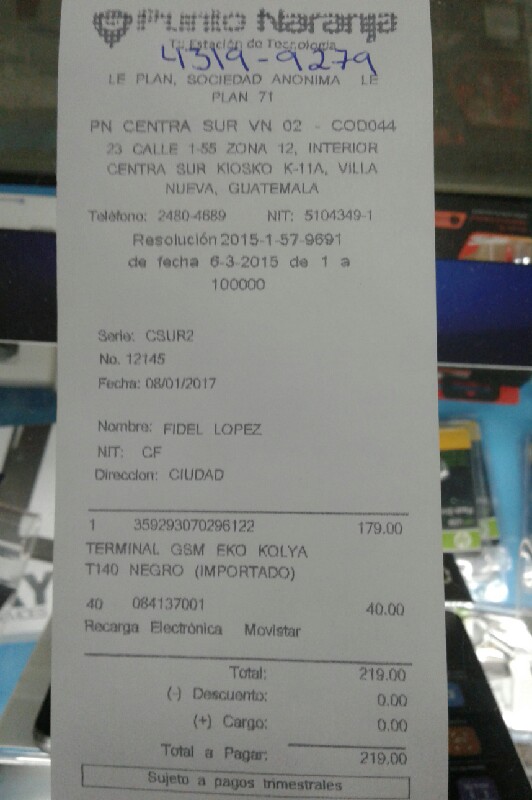 Punto Naranja
Tu Estación de Tecnología
4319-9279
LE PLAN, SOCIEDAD ANONIMA LE
PLAN 71
PN CENTRA SUR VN 02 - COD044
23 CALLE 1-55 ZONA 12, INTERIOR
CENTRA SUR KIOSKO K-11A, VILLA
NUEVA, GUATEMALA
Teléfono: 2480-4689 NIT: 5104349-1
Resolución 2015-1-57-9691
de fecha 6-3-2015 de 1 a
100000
Serie: CSUR2
No. 12145
Fecha: 08/01/2017
Nombre: FIDEL LOPEZ
NIT: CF
Direccion: CIUDAD
1 359293070296122 179.00
TERMINAL GSM EKO KOLYA
T140 NEGRO (IMPORTADO)
40 084137001 40.00
Recarga Electrónica Movistar
Total: 219.00
(-) Descuento: 0.00
(+) Cargo: 0.00
Total a Pagar: 219.00
Sujeto a pagos trimestrales